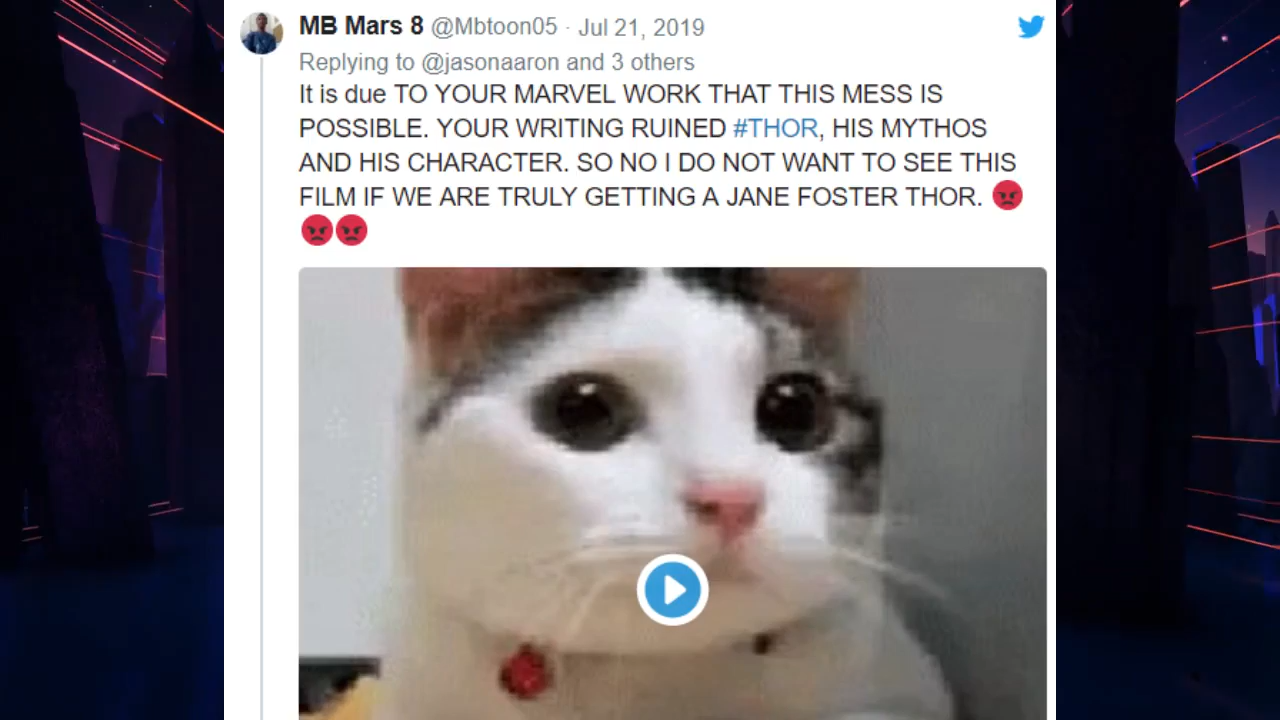 MB Mars 8 @Mbtoon05 · Jul 21, 2019
Replying to @jasonaaron and 3 others
It is due TO YOUR MARVEL WORK THAT THIS MESS IS
POSSIBLE. YOUR WRITING RUINED #THOR, HIS MYTHOS
AND HIS CHARACTER. SO NO I DO NOT WANT TO SEE THIS
FILM IF WE ARE TRULY GETTING A JANE FOSTER THOR. 😡
😡😡